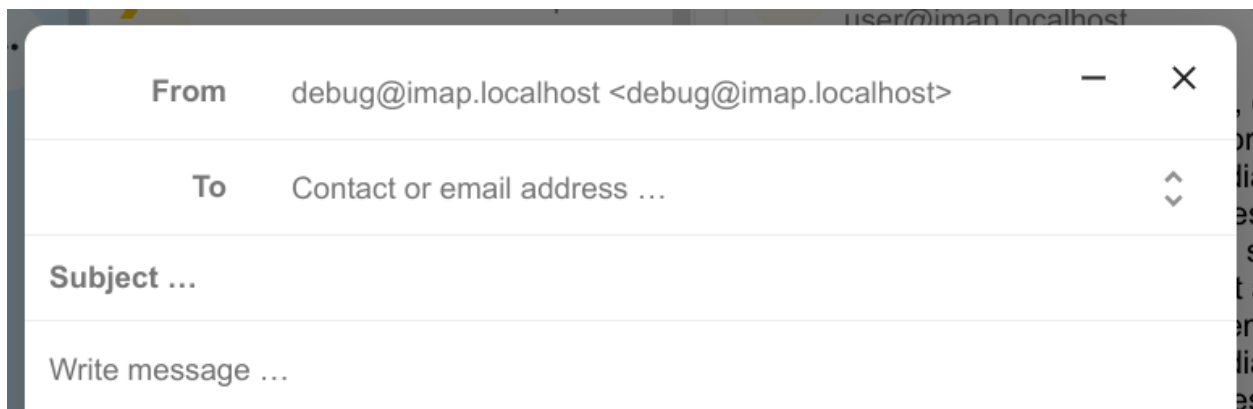 user@imap.localhost
From debug@imap.localhost <debug@imap.localhost>
To Contact or email address …
Subject …
Write message …